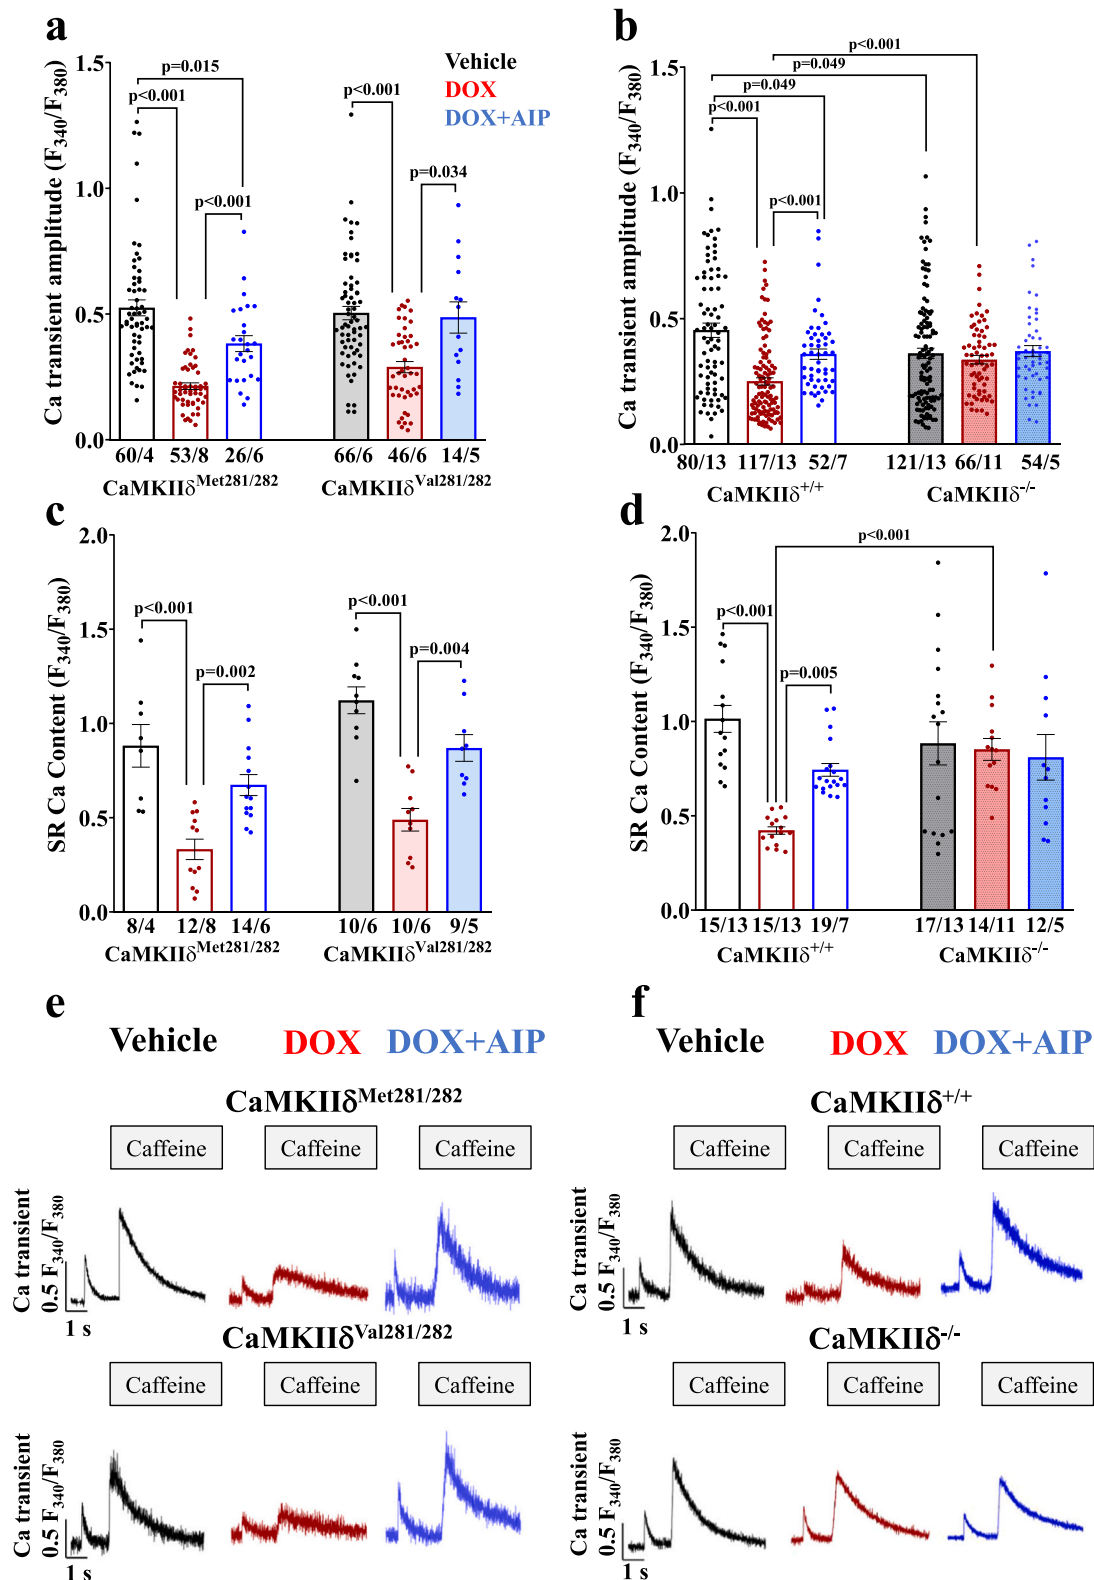 a
Ca transient amplitude (F340/F380)
1.5
1.0
0.5
0.0
Vehicle
DOX
DOX+AIP
p=0.015
p<0.001
p<0.001
p<0.001
p=0.034
60/4 53/8 26/6 66/6 46/6 14/5
CaMKIIδMet281/282 CaMKIIδVal281/282
b
Ca transient amplitude (F340/F380)
1.5
1.0
0.5
0.0
p<0.001
p=0.049
p=0.049
p<0.001
p<0.001
80/13 117/13 52/7 121/13 66/11 54/5
CaMKIIδ+/+ CaMKIIδ-/-
c
SR Ca Content (F340/F380)
2.0
1.5
1.0
0.5
0.0
p<0.001
p=0.002
p<0.001
p=0.004
8/4 12/8 14/6 10/6 10/6 9/5
CaMKIIδMet281/282 CaMKIIδVal281/282
d
SR Ca Content (F340/F380)
2.0
1.5
1.0
0.5
0.0
p<0.001
p<0.001
p=0.005
15/13 15/13 19/7 17/13 14/11 12/5
CaMKIIδ+/+ CaMKIIδ-/-
e
Vehicle DOX DOX+AIP
CaMKIIδMet281/282
Caffeine Caffeine Caffeine
Ca transient
0.5 F340/F380
1 s
CaMKIIδVal281/282
Caffeine Caffeine Caffeine
Ca transient
0.5 F340/F380
1 s
f
Vehicle DOX DOX+AIP
CaMKIIδ+/+
Caffeine Caffeine Caffeine
Ca transient
0.5 F340/F380
1 s
CaMKIIδ-/-
Caffeine Caffeine Caffeine
Ca transient
0.5 F340/F380
1 s